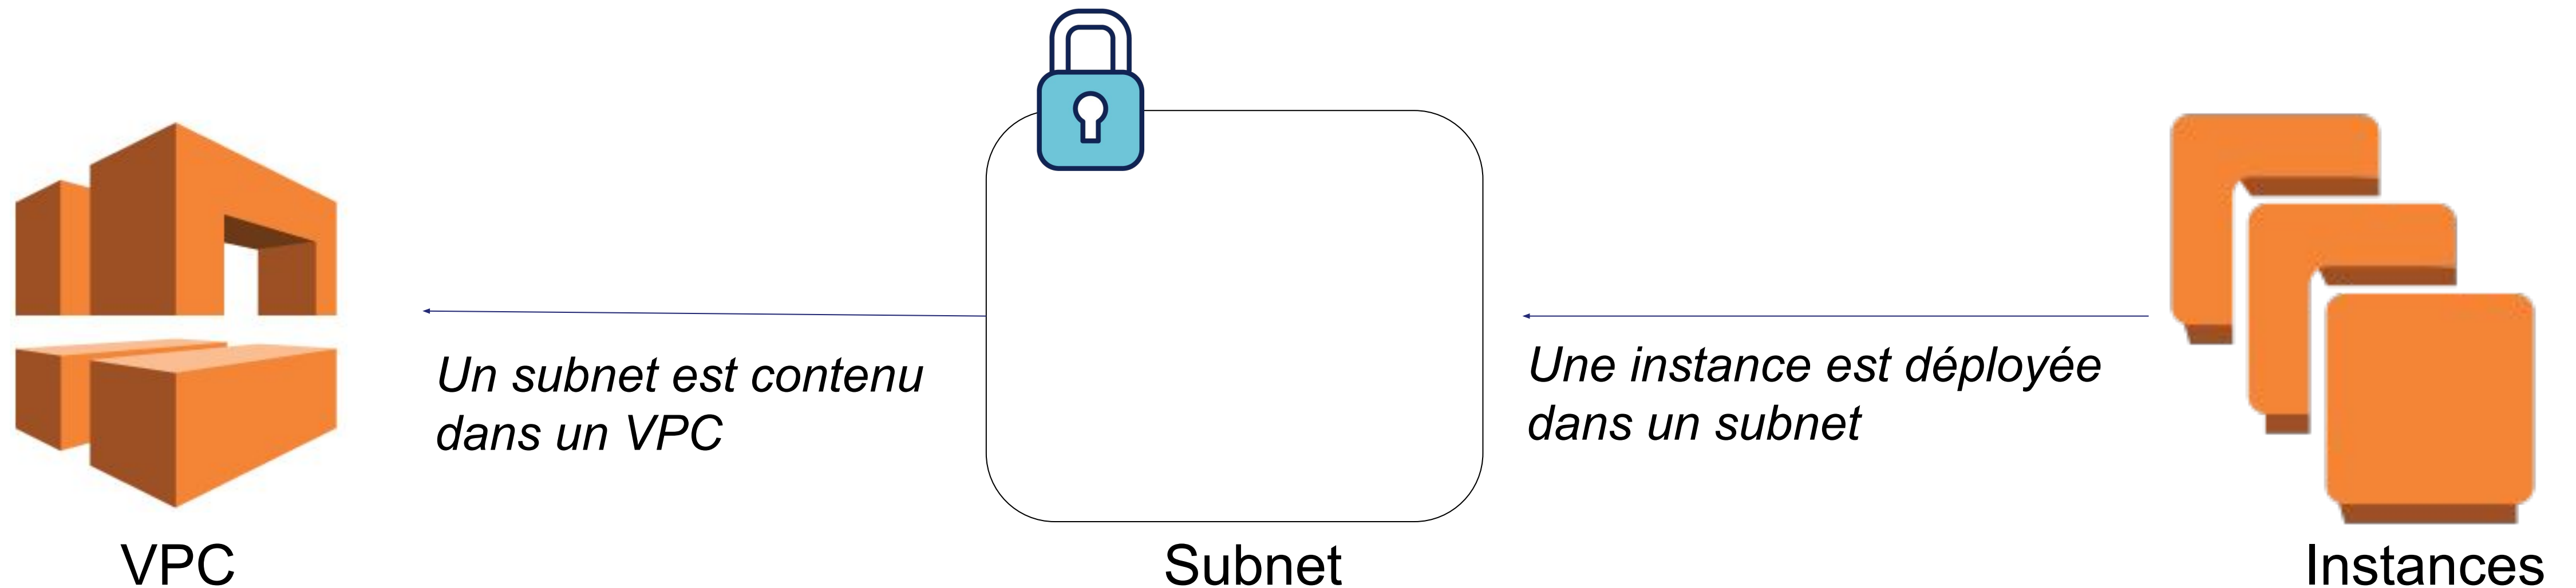 Un subnet est contenu
dans un VPC
Une instance est déployée
dans un subnet
VPC
Subnet
Instances